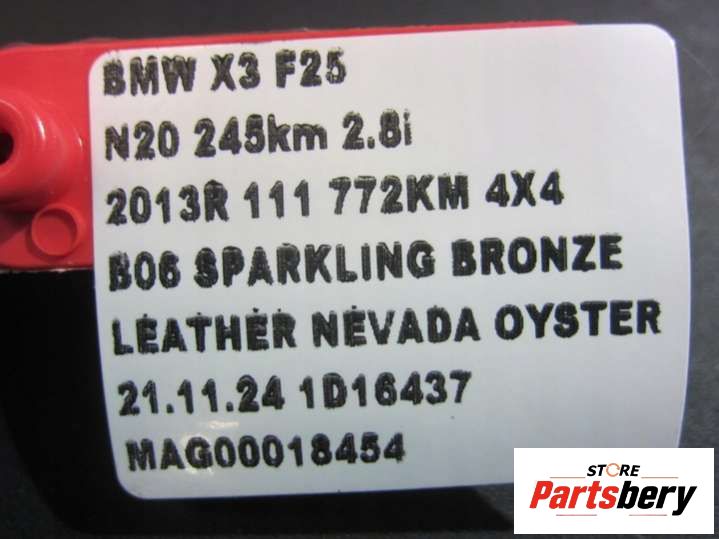 BMW X3 F25
N20 245km 2.8i
2013R 111 772KM 4X4
B06 SPARKLING BRONZE
LEATHER NEVADA OYSTER
21.11.24 1D16437
MAG00018454
STORE
Partsbery